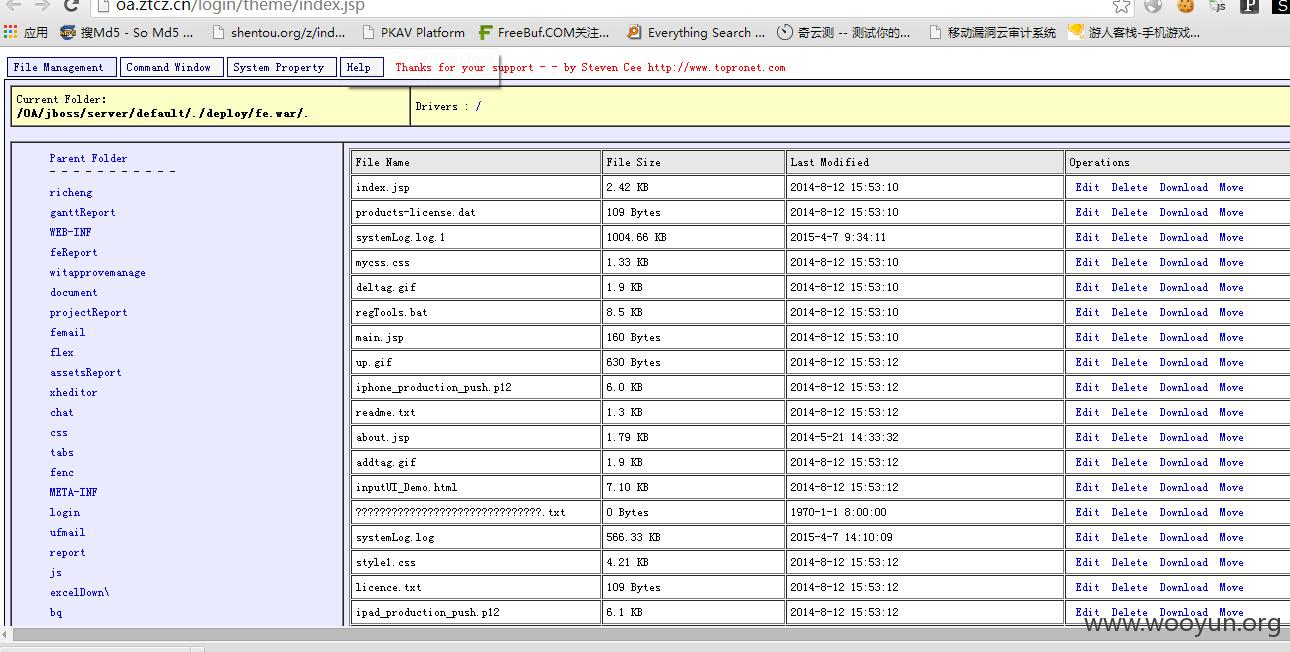 oa.ztcz.cn/login/theme/index.jsp
应用 搜Md5 - So Md5 ... shentou.org/z/ind... PKAV Platform FreeBuf.COM关注... Everything Search ... 奇云测 -- 测试你的... 移动漏洞云审计系统 游人客栈-手机游戏...
File Management Command Window System Property Help Thanks for your support - - by Steven Cee http://www.topronet.com
Current Folder:
/OA/jboss/server/default/./deploy/fe.war/.
Drivers : /
Parent Folder
- - - - - - - - - - -
richeng
ganttReport
WEB-INF
feReport
witapprovemanage
document
projectReport
femail
flex
assetsReport
xheditor
chat
css
tabs
fenc
META-INF
login
ufmail
report
js
excelDown\
bq
File Name File Size Last Modified Operations
index.jsp 2.42 KB 2014-8-12 15:53:10 Edit Delete Download Move
products-license.dat 109 Bytes 2014-8-12 15:53:10 Edit Delete Download Move
systemLog.log.1 1004.66 KB 2015-4-7 9:34:11 Edit Delete Download Move
mycss.css 1.33 KB 2014-8-12 15:53:10 Edit Delete Download Move
deltag.gif 1.9 KB 2014-8-12 15:53:10 Edit Delete Download Move
regTools.bat 8.5 KB 2014-8-12 15:53:10 Edit Delete Download Move
main.jsp 160 Bytes 2014-8-12 15:53:10 Edit Delete Download Move
up.gif 630 Bytes 2014-8-12 15:53:12 Edit Delete Download Move
iphone_production_push.p12 6.0 KB 2014-8-12 15:53:12 Edit Delete Download Move
readme.txt 1.3 KB 2014-8-12 15:53:12 Edit Delete Download Move
about.jsp 1.79 KB 2014-5-21 14:33:32 Edit Delete Download Move
addtag.gif 1.9 KB 2014-8-12 15:53:12 Edit Delete Download Move
inputUI_Demo.html 7.10 KB 2014-8-12 15:53:12 Edit Delete Download Move
???????????????????????????????.txt 0 Bytes 1970-1-1 8:00:00 Edit Delete Download Move
systemLog.log 566.33 KB 2015-4-7 14:10:09 Edit Delete Download Move
style1.css 4.21 KB 2014-8-12 15:53:12 Edit Delete Download Move
licence.txt 109 Bytes 2014-8-12 15:53:12 Edit Delete Download Move
ipad_production_push.p12 6.1 KB 2014-8-12 15:53:12 Edit Delete Download Move
www.wooyun.org